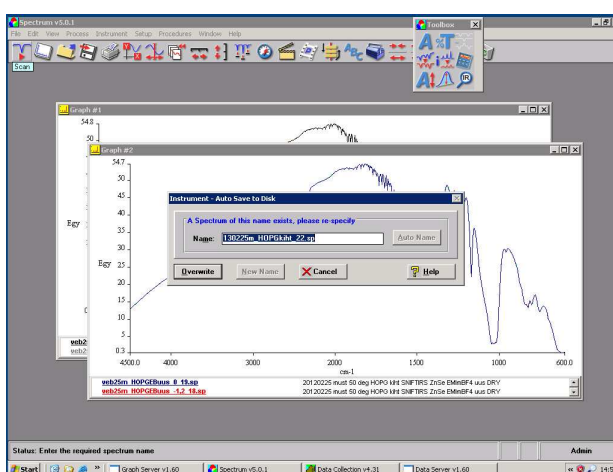 Spectrum v5.0.1
File Edit View Process Instrument Setup Procedures Window Help
Toolbox
Scan
Graph #1
54.8
50
Egy
Graph #2
54.7
50
45
40
35
30
Egy 25
20
15
10
5
0.3
4500.0 4000 3000 2000 1500 1000 600.0
cm-1
Instrument - Auto Save to Disk
A Spectrum of this name exists, please re-specify
Name: 130225m_HOPGkiht_22.sp
Auto Name
Overwrite New Name Cancel Help
veb25m_HOPGEBuus_0_19.sp 20120225 must 50 deg HOPG kiht SNIFTIRS ZnSe EMImBF4 uus DRY
veb25m_HOPGEBuus_-1,2_18.sp 20120225 must 50 deg HOPG kiht SNIFTIRS ZnSe EMImBF4 uus DRY
Status: Enter the required spectrum name Admin
Start Graph Server v1.60 Spectrum v5.0.1 Data Collection v4.31 Data Server v1.60